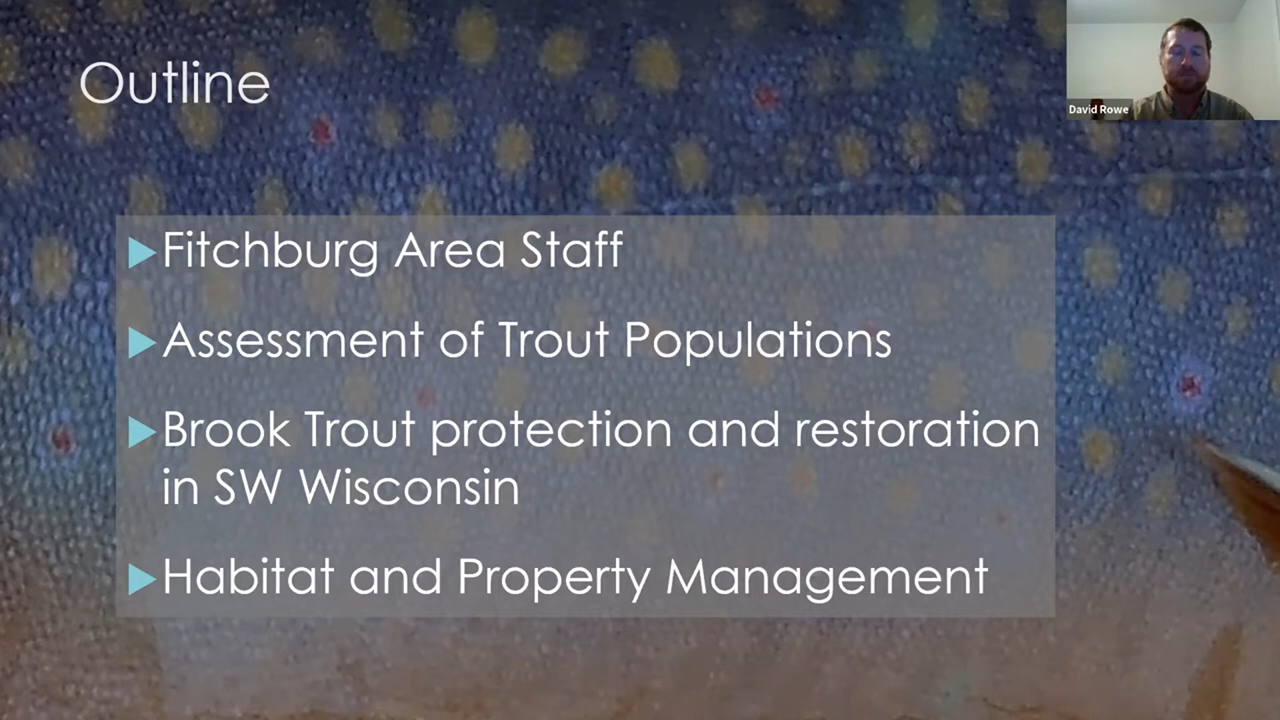 Outline
David Rowe
Fitchburg Area Staff
Assessment of Trout Populations
Brook Trout protection and restoration
in SW Wisconsin
Habitat and Property Management